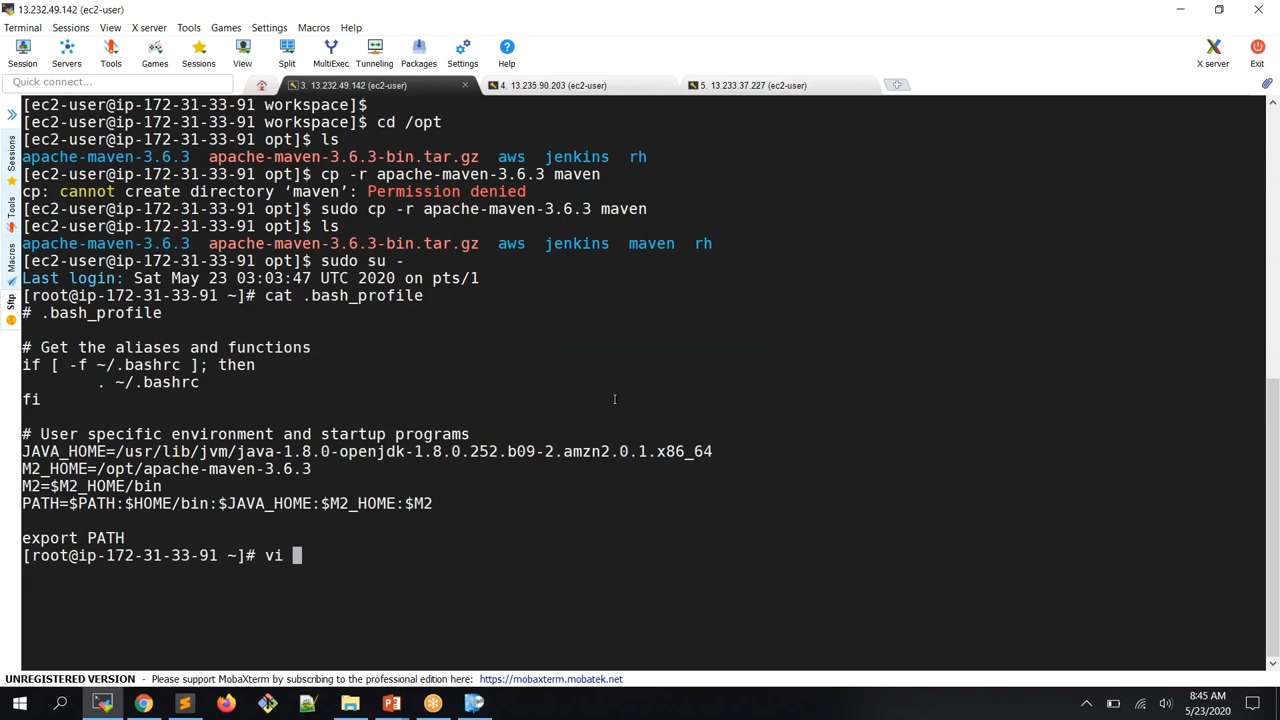 13.232.49.142 (ec2-user)
Terminal Sessions View X server Tools Games Settings Macros Help
Session Servers Tools Games Sessions View Split MultiExec Tunneling Packages Settings Help X server Exit
Quick connect...
3. 13.232.49.142 (ec2-user)
4. 13.235.90.203 (ec2-user)
5. 13.233.37.227 (ec2-user)
Sessions
Tools
Macros
Sftp
[ec2-user@ip-172-31-33-91 workspace]$
[ec2-user@ip-172-31-33-91 workspace]$ cd /opt
[ec2-user@ip-172-31-33-91 opt]$ ls
apache-maven-3.6.3 apache-maven-3.6.3-bin.tar.gz aws jenkins rh
[ec2-user@ip-172-31-33-91 opt]$ cp -r apache-maven-3.6.3 maven
cp: cannot create directory ‘maven’: Permission denied
[ec2-user@ip-172-31-33-91 opt]$ sudo cp -r apache-maven-3.6.3 maven
[ec2-user@ip-172-31-33-91 opt]$ ls
apache-maven-3.6.3 apache-maven-3.6.3-bin.tar.gz aws jenkins maven rh
[ec2-user@ip-172-31-33-91 opt]$ sudo su -
Last login: Sat May 23 03:03:47 UTC 2020 on pts/1
[root@ip-172-31-33-91 ~]# cat .bash_profile
# .bash_profile
# Get the aliases and functions
if [ -f ~/.bashrc ]; then
. ~/.bashrc
fi
# User specific environment and startup programs
JAVA_HOME=/usr/lib/jvm/java-1.8.0-openjdk-1.8.0.252.b09-2.amzn2.0.1.x86_64
M2_HOME=/opt/apache-maven-3.6.3
M2=$M2_HOME/bin
PATH=$PATH:$HOME/bin:$JAVA_HOME:$M2_HOME:$M2
export PATH
[root@ip-172-31-33-91 ~]# vi
UNREGISTERED VERSION - Please support MobaXterm by subscribing to the professional edition here: https://mobaxterm.mobatek.net
8:45 AM
5/23/2020